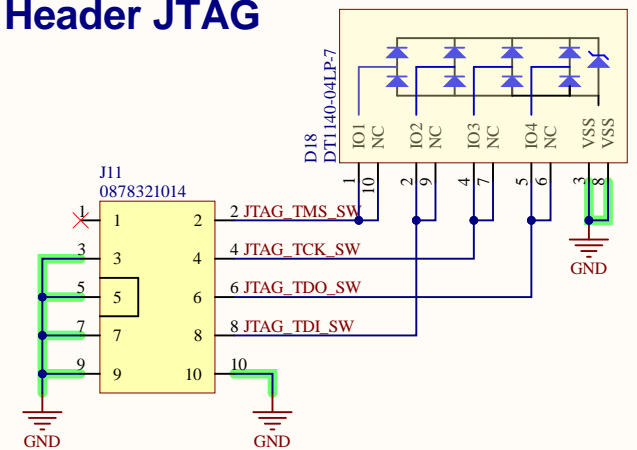 Header JTAG
D18
DT1140-04LP-7
IO1
NC
IO2
NC
IO3
NC
IO4
NC
VSS
VSS
1
10
2
9
4
7
5
6
3
8
GND
J11
0878321014
1 1 2 2 JTAG_TMS_SW
3 3 4 4 JTAG_TCK_SW
5 5 6 6 JTAG_TDO_SW
7 7 8 8 JTAG_TDI_SW
9 9 10 10
GND
GND